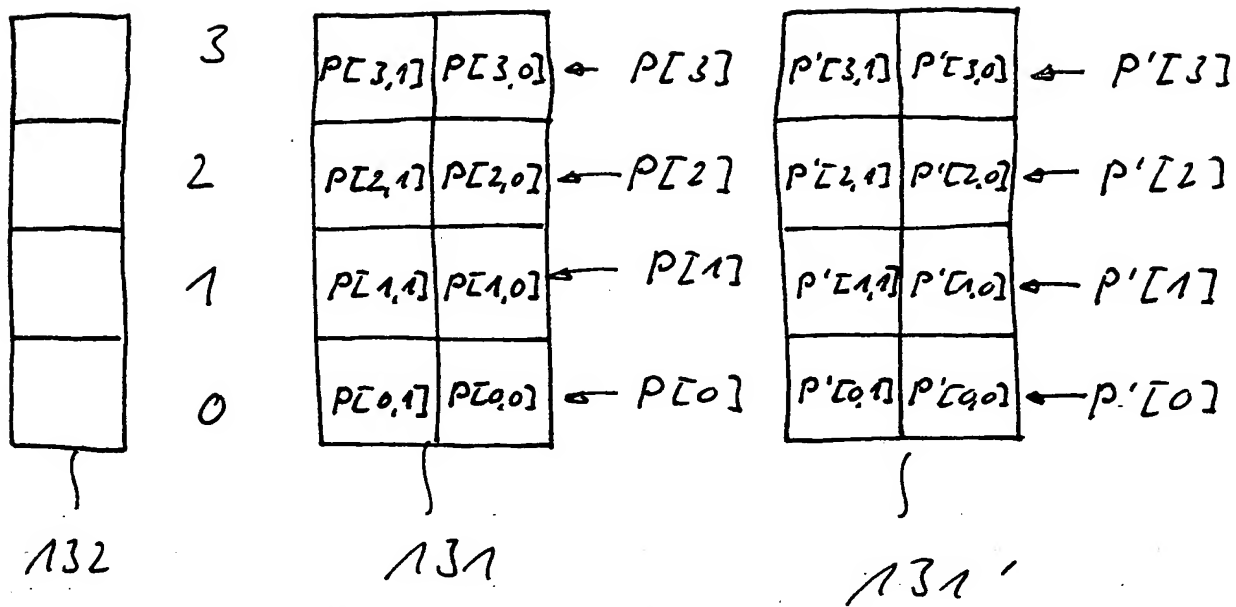 3 P[3,1] P[3,0] P[3] P'[3,1] P'[3,0] P'[3]
2 P[2,1] P[2,0] P[2] P'[2,1] P'[2,0] P'[2]
1 P[1,1] P[1,0] P[1] P'[1,1] P'[1,0] P'[1]
0 P[0,1] P[0,0] P[0] P'[0,1] P'[0,0] P'[0]
132 131 131'